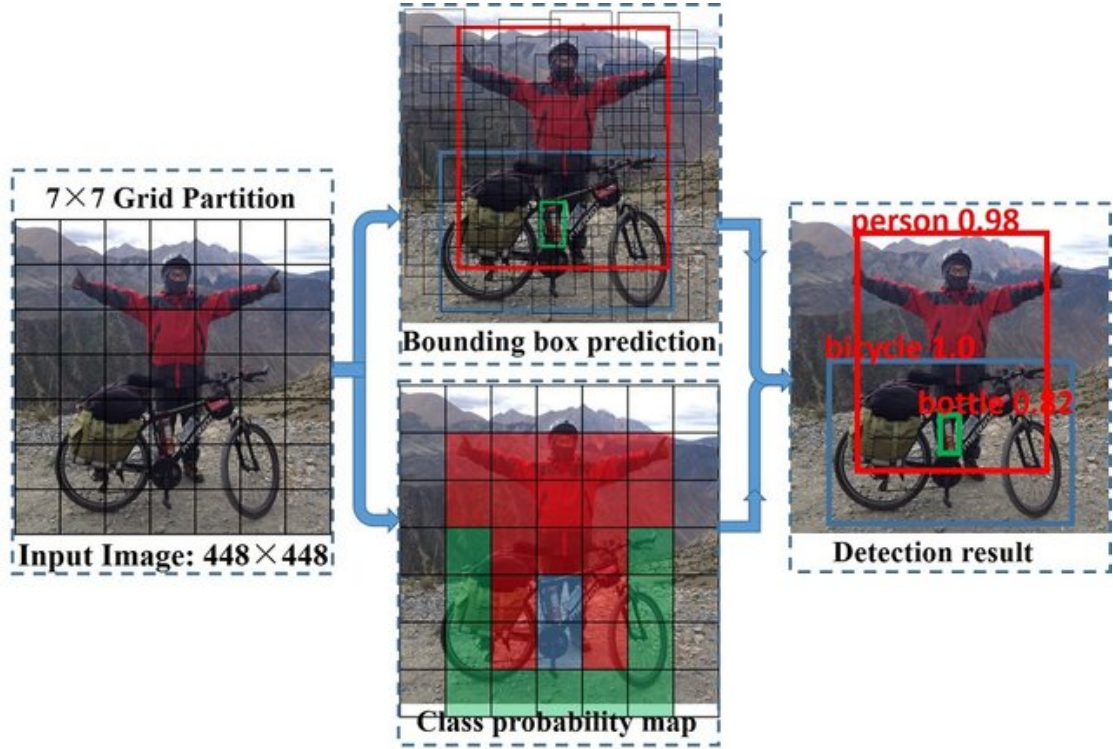 7×7 Grid Partition
Input Image: 448×448
Bounding box prediction
Class probability map
person 0.98
bicycle 1.0
bottle 0.82
Detection result